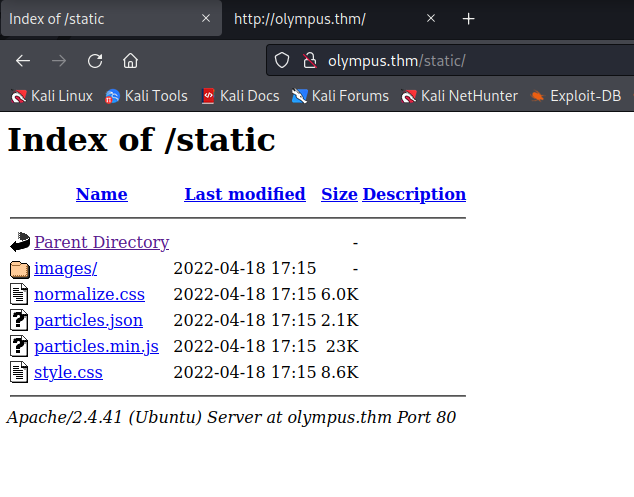 Index of /static
http://olympus.thm/
olympus.thm/static/
Kali Linux Kali Tools Kali Docs Kali Forums Kali NetHunter Exploit-DB
Index of /static
Name Last modified Size Description
Parent Directory -
images/ 2022-04-18 17:15 -
normalize.css 2022-04-18 17:15 6.0K
particles.json 2022-04-18 17:15 2.1K
particles.min.js 2022-04-18 17:15 23K
style.css 2022-04-18 17:15 8.6K
Apache/2.4.41 (Ubuntu) Server at olympus.thm Port 80